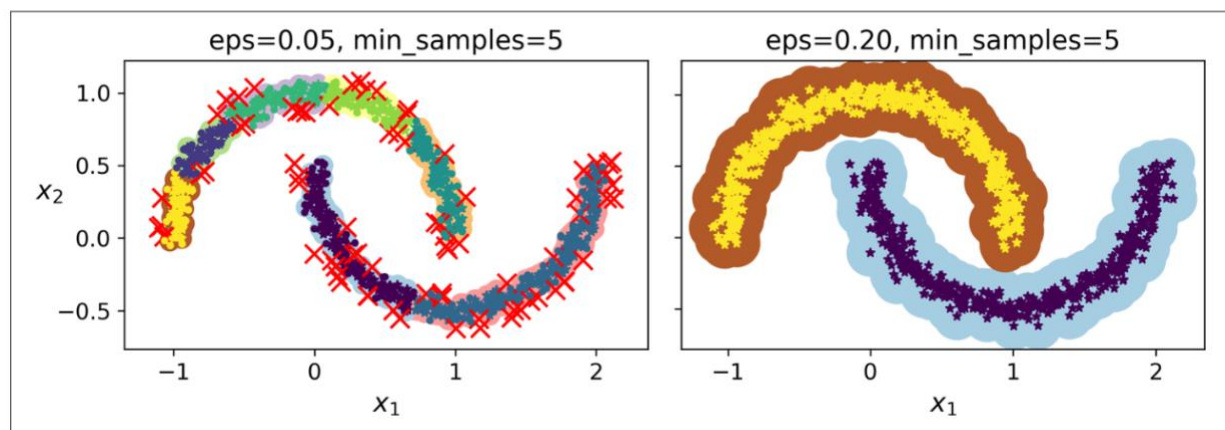 eps=0.05, min_samples=5
1.0
0.5
0.0
−0.5
x₂
−1 0 1 2
x₁
eps=0.20, min_samples=5
−1 0 1 2
x₁